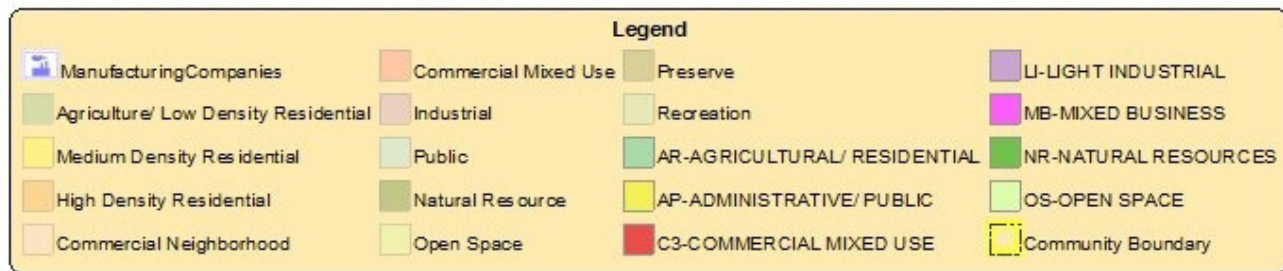 Legend
ManufacturingCompanies
Agriculture/ Low Density Residential
Medium Density Residential
High Density Residential
Commercial Neighborhood
Commercial Mixed Use
Industrial
Public
Natural Resource
Open Space
Preserve
Recreation
AR-AGRICULTURAL/ RESIDENTIAL
AP-ADMINISTRATIVE/ PUBLIC
C3-COMMERCIAL MIXED USE
LI-LIGHT INDUSTRIAL
MB-MIXED BUSINESS
NR-NATURAL RESOURCES
OS-OPEN SPACE
Community Boundary